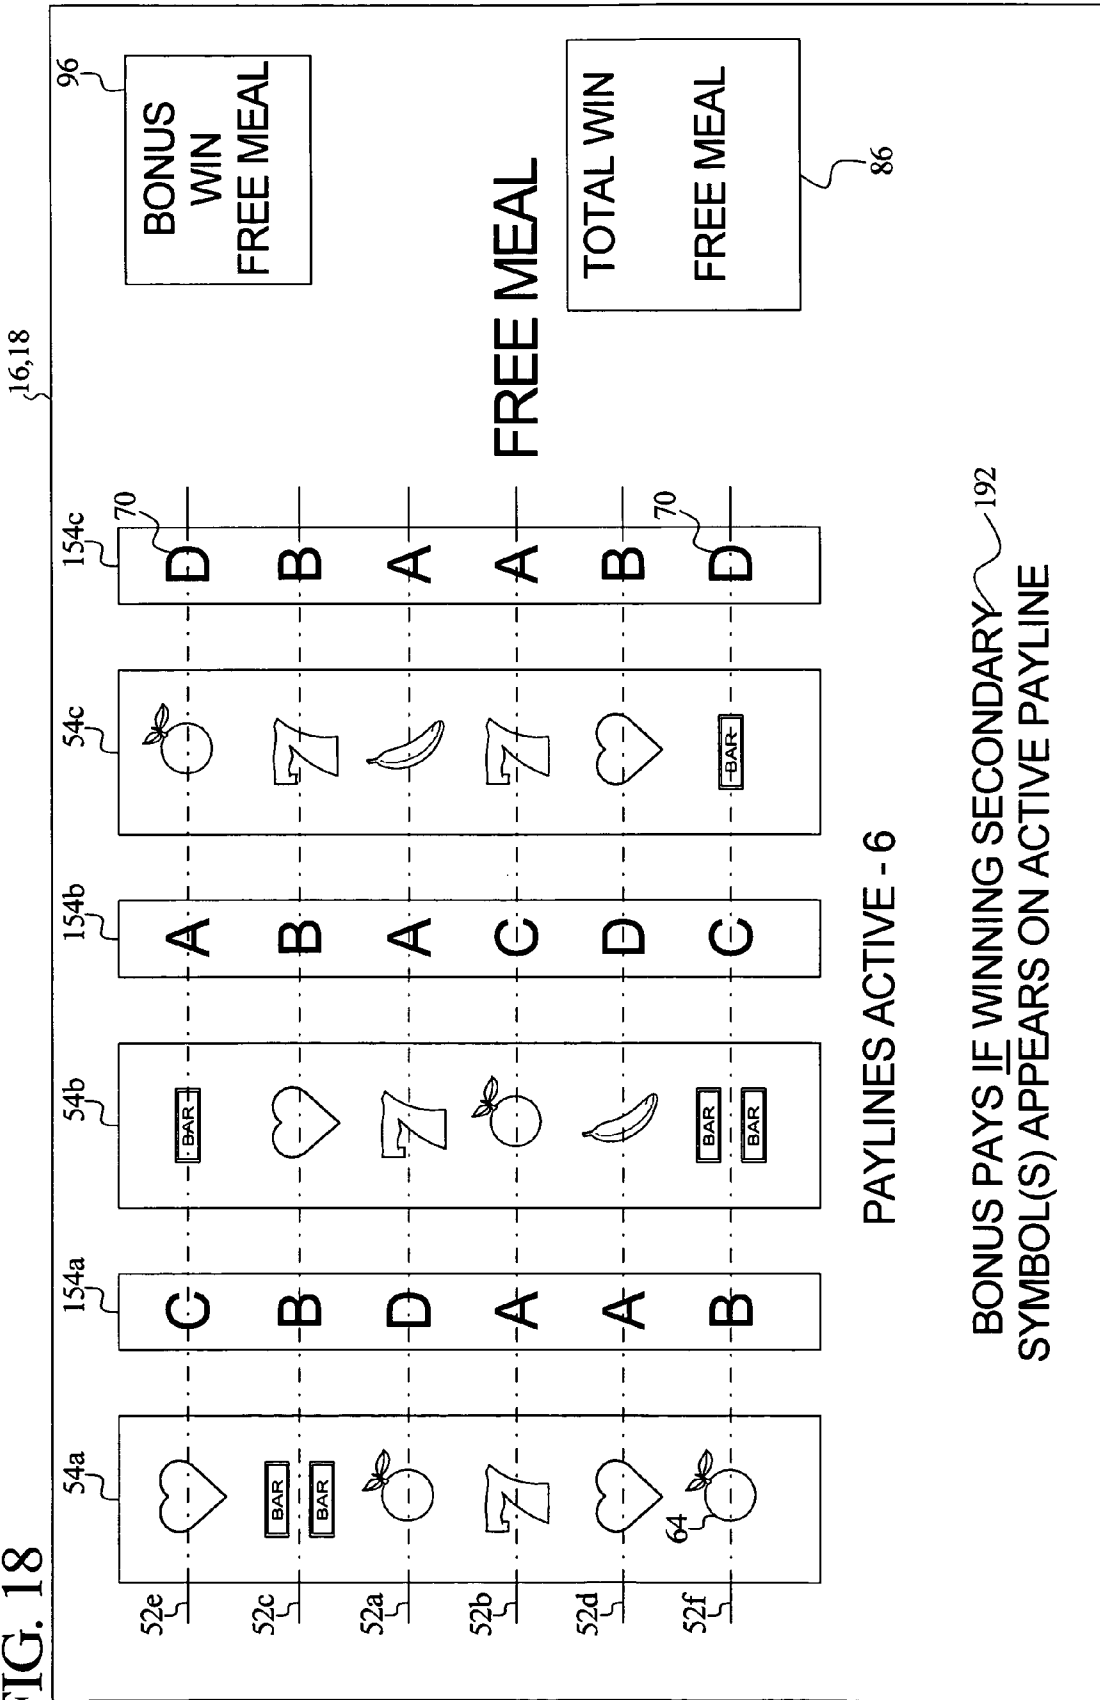 FIG. 18
16,18
54a 154a 54b 154b 54c 154c
96
BONUS
WIN
FREE MEAL
52e C BAR A D 70
52c BAR B B B
BAR
52a D A A
FREE MEAL
52b 7 A C 7 A
52d A D B
52f 64 B BAR C BAR D 70
BAR
TOTAL WIN
FREE MEAL
86
PAYLINES ACTIVE - 6
BONUS PAYS IF WINNING SECONDARY 192
SYMBOL(S) APPEARS ON ACTIVE PAYLINE